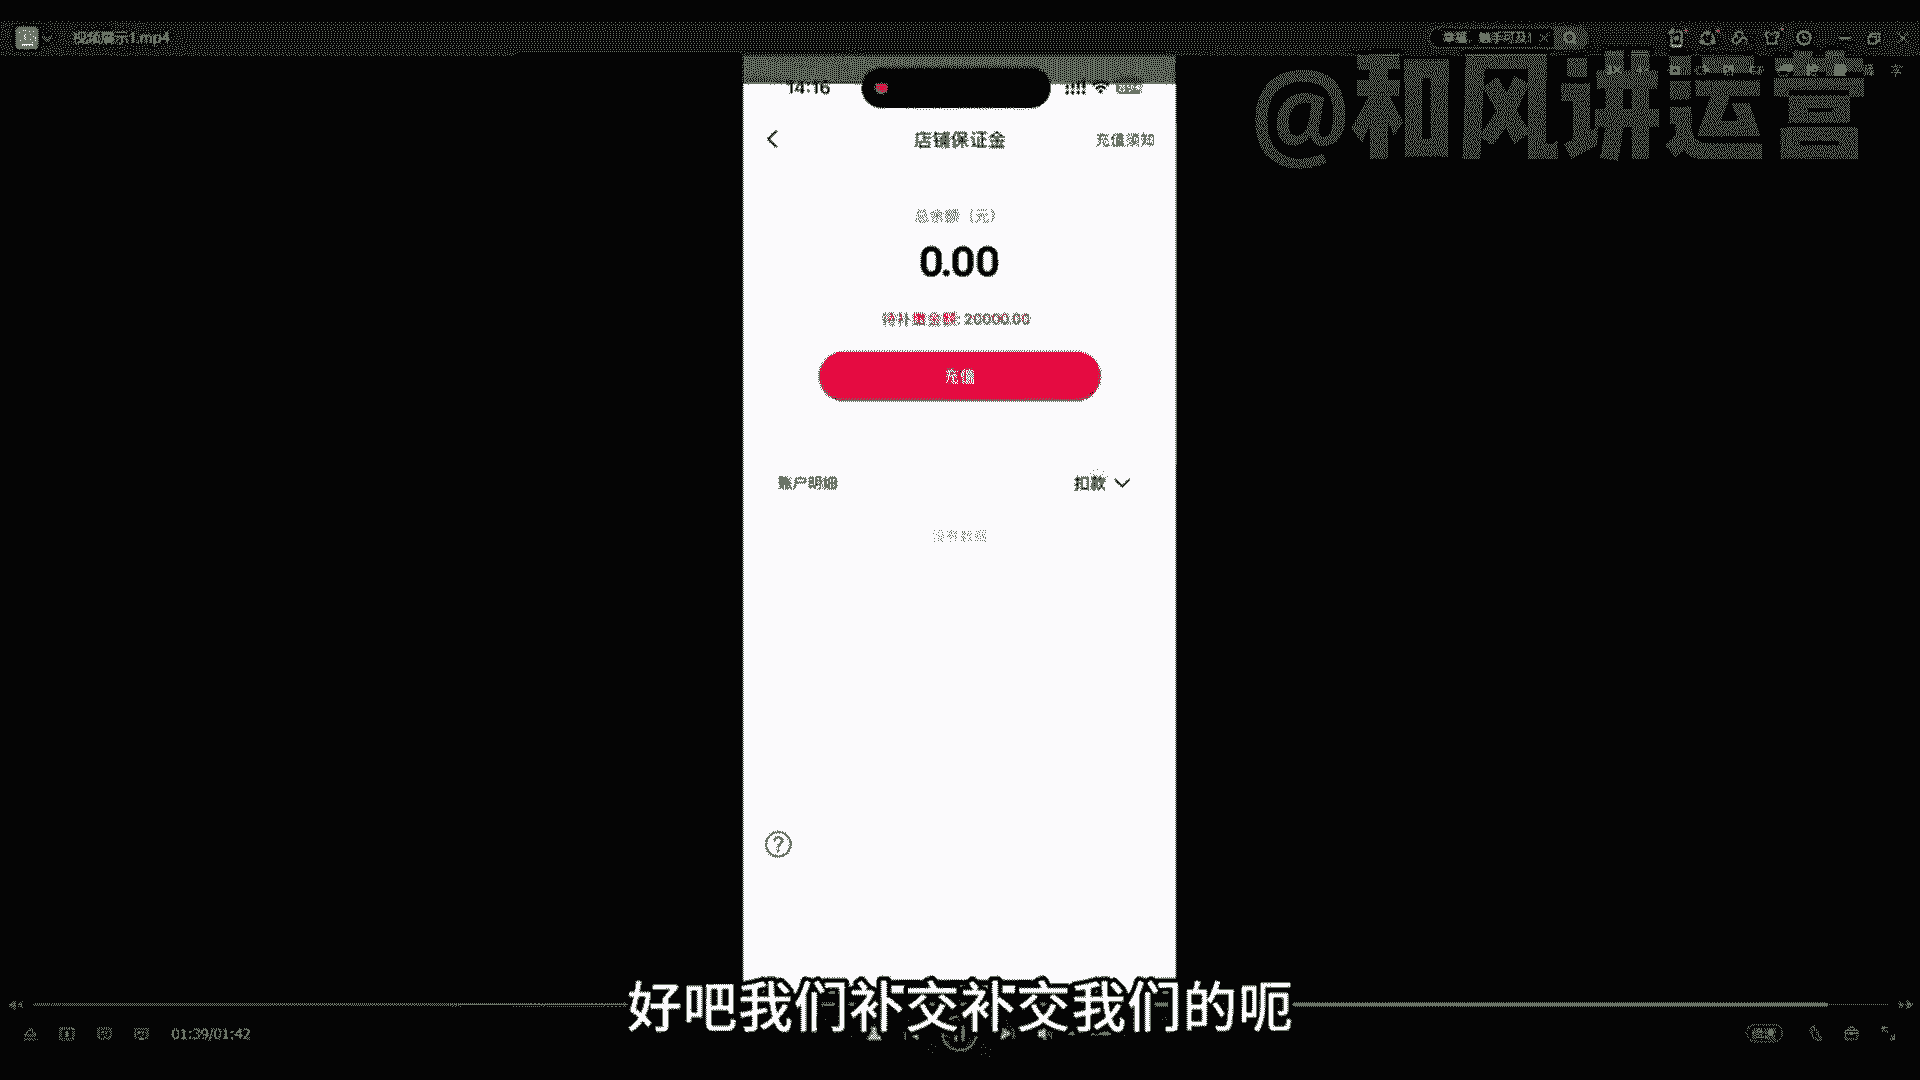 视频展示1.mp4
幸福，触手可及！
@和风讲运营
14:16
店铺保证金
充值须知
总余额（元）
0.00
待补缴金额: 20000.00
充值
账户明细
扣款
没有数据
好吧我们补交补交我们的呃
01:39/01:42